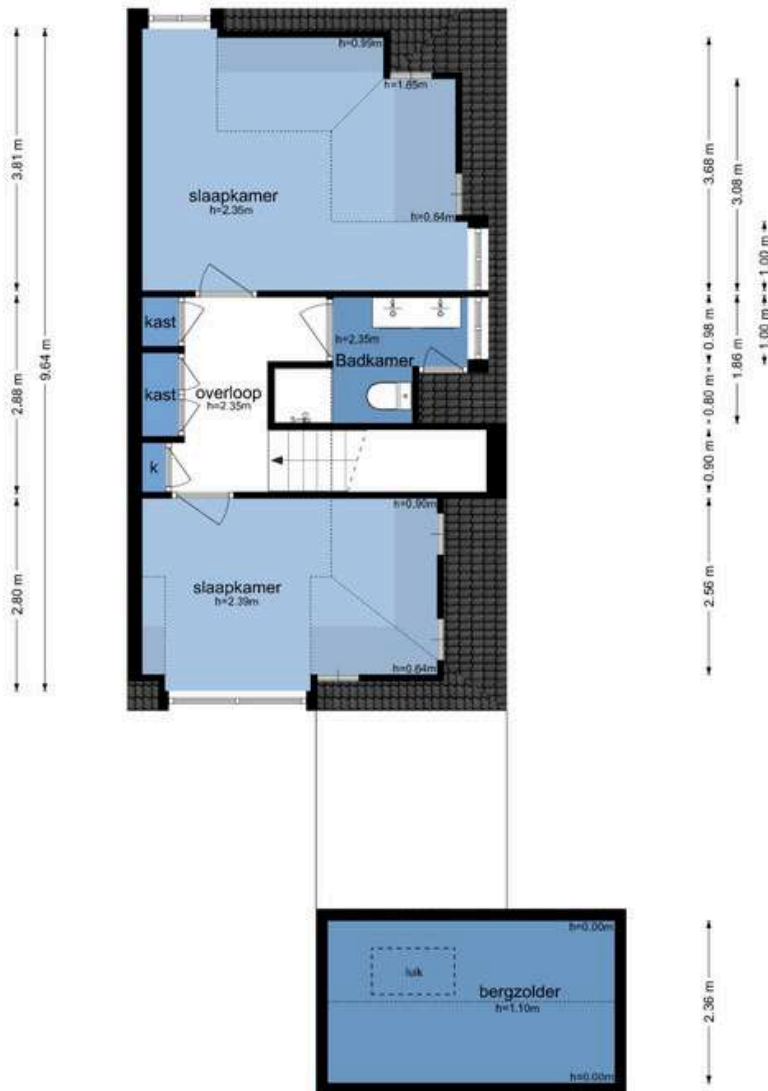 h=0.99m
h=1.65m
slaapkamer
h=2.35m
h=0.64m
kast
kast
k
overloop
h=2.35m
h=2.35m
Badkamer
h=0.90m
slaapkamer
h=2.39m
h=0.64m
h=0.00m
luik
bergzolder
h=1.10m
h=0.00m
3.81 m
2.88 m
2.80 m
9.64 m
3.68 m
0.98 m
0.80 m
0.90 m
2.56 m
2.36 m
3.08 m
1.86 m
1.00 m
1.00 m